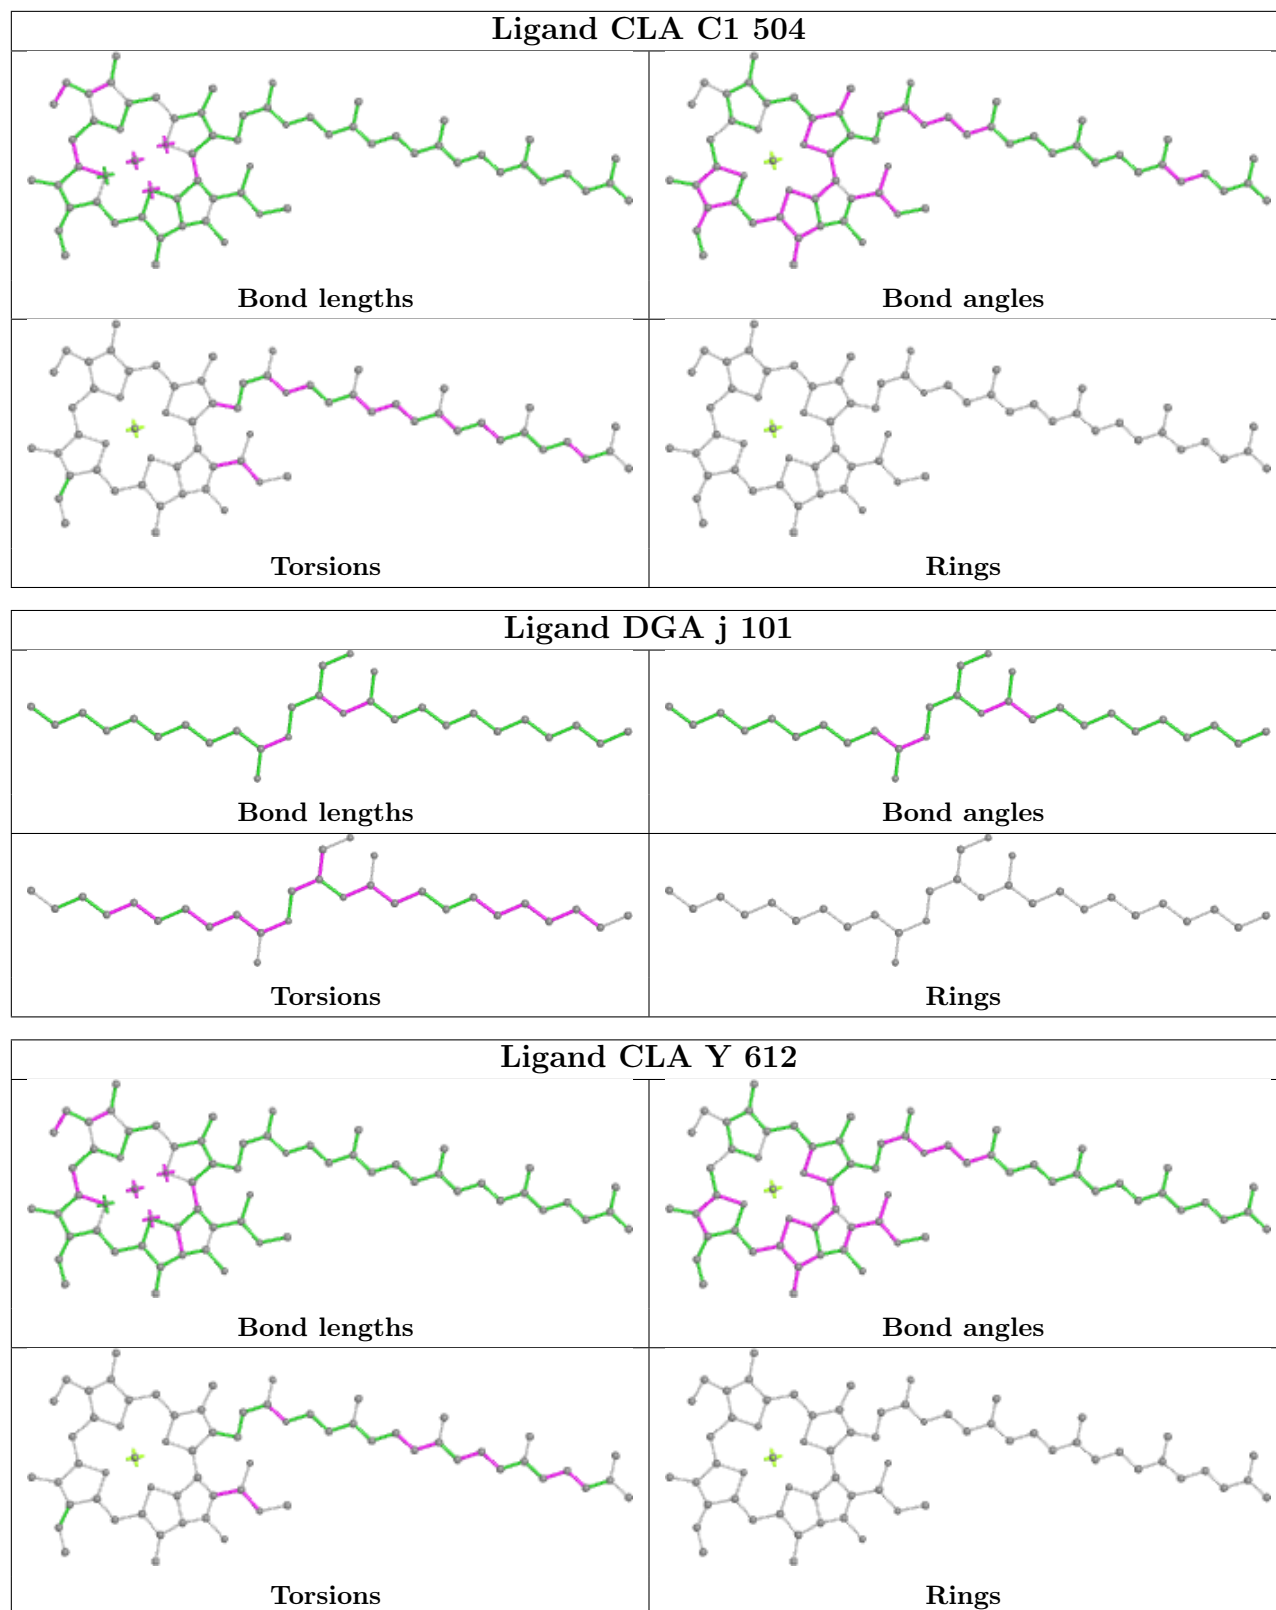 Ligand CLA C1 504
Bond lengths
Bond angles
Torsions
Rings
Ligand DGA j 101
Bond lengths
Bond angles
Torsions
Rings
Ligand CLA Y 612
Bond lengths
Bond angles
Torsions
Rings